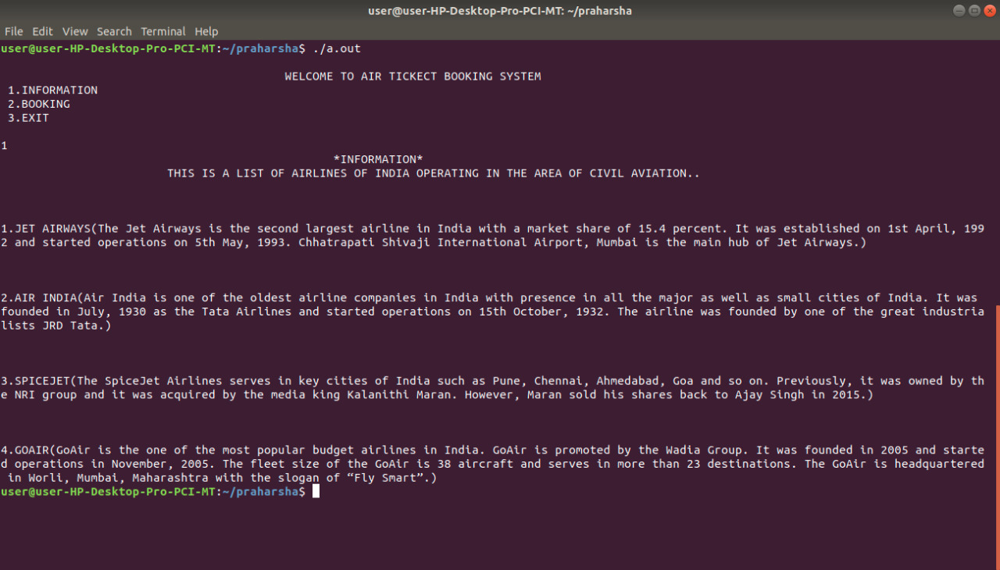 user@user-HP-Desktop-Pro-PCI-MT: ~/praharsha
File Edit View Search Terminal Help
user@user-HP-Desktop-Pro-PCI-MT:~/praharsha$ ./a.out
WELCOME TO AIR TICKECT BOOKING SYSTEM
1.INFORMATION
2.BOOKING
3.EXIT
1
*INFORMATION*
THIS IS A LIST OF AIRLINES OF INDIA OPERATING IN THE AREA OF CIVIL AVIATION..
1.JET AIRWAYS(The Jet Airways is the second largest airline in India with a market share of 15.4 percent. It was established on 1st April, 199
2 and started operations on 5th May, 1993. Chhatrapati Shivaji International Airport, Mumbai is the main hub of Jet Airways.)
2.AIR INDIA(Air India is one of the oldest airline companies in India with presence in all the major as well as small cities of India. It was
founded in July, 1930 as the Tata Airlines and started operations on 15th October, 1932. The airline was founded by one of the great industria
lists JRD Tata.)
3.SPICEJET(The SpiceJet Airlines serves in key cities of India such as Pune, Chennai, Ahmedabad, Goa and so on. Previously, it was owned by th
e NRI group and it was acquired by the media king Kalanithi Maran. However, Maran sold his shares back to Ajay Singh in 2015.)
4.GOAIR(GoAir is the one of the most popular budget airlines in India. GoAir is promoted by the Wadia Group. It was founded in 2005 and starte
d operations in November, 2005. The fleet size of the GoAir is 38 aircraft and serves in more than 23 destinations. The GoAir is headquartered
in Worli, Mumbai, Maharashtra with the slogan of “Fly Smart”.)
user@user-HP-Desktop-Pro-PCI-MT:~/praharsha$